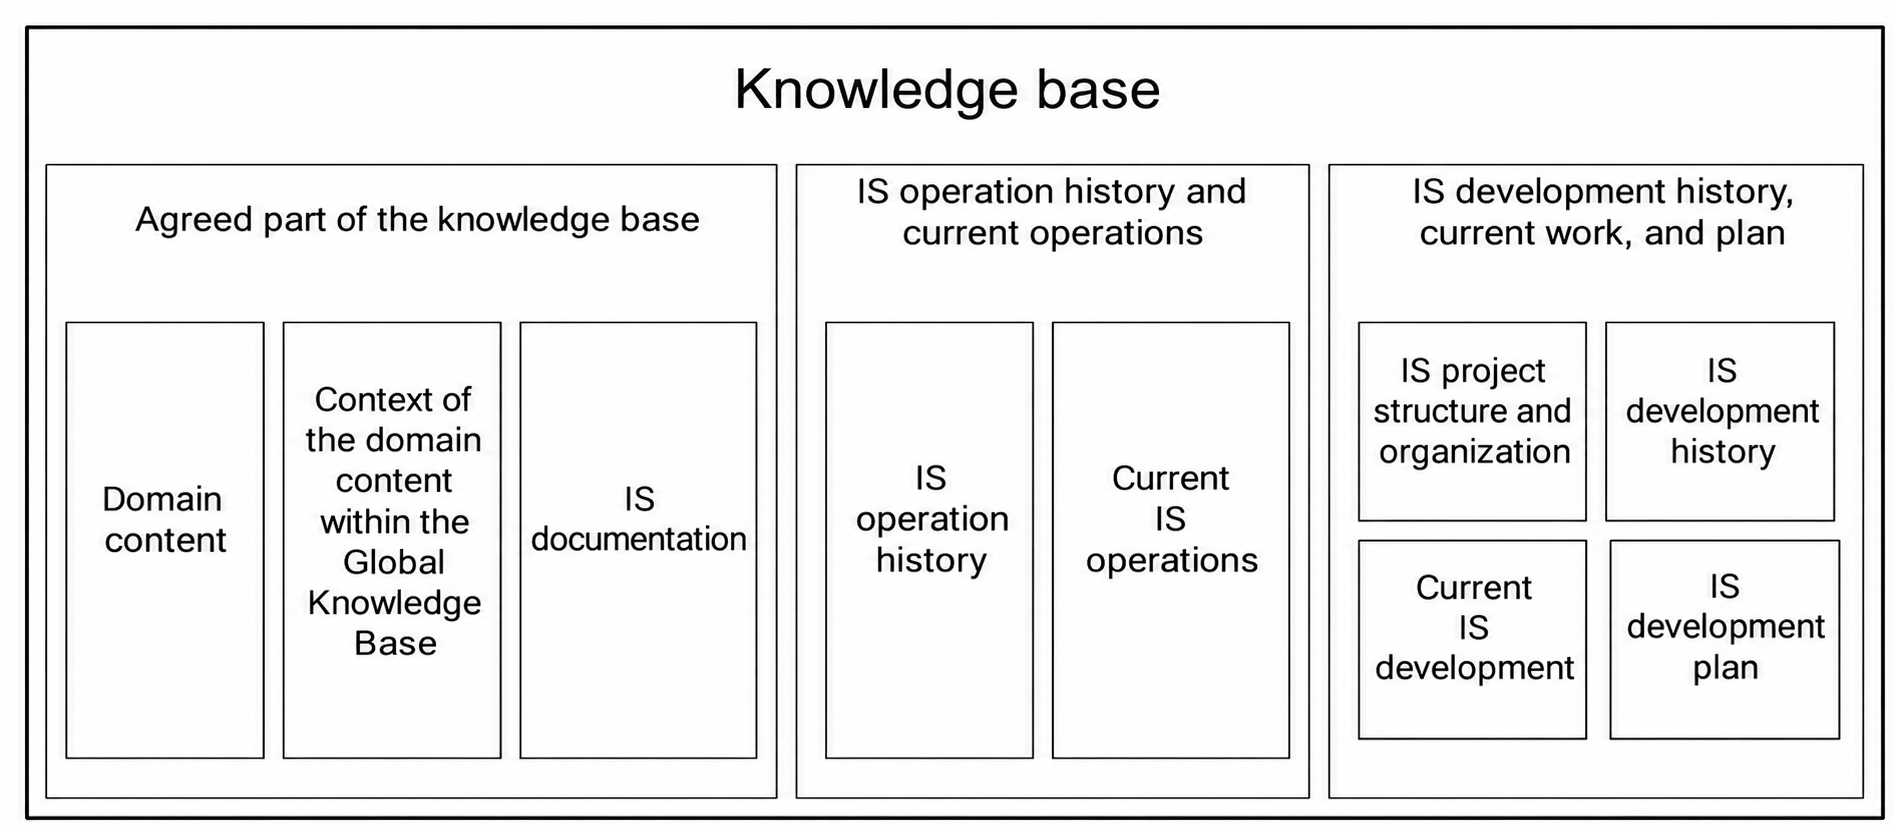 Knowledge base
Agreed part of the knowledge base
Domain
content
Context of
the domain
content
within the
Global
Knowledge
Base
IS
documentation
IS operation history and
current operations
IS
operation
history
Current
IS
operations
IS development history,
current work, and plan
IS project
structure and
organization
IS
development
history
Current
IS
development
IS
development
plan